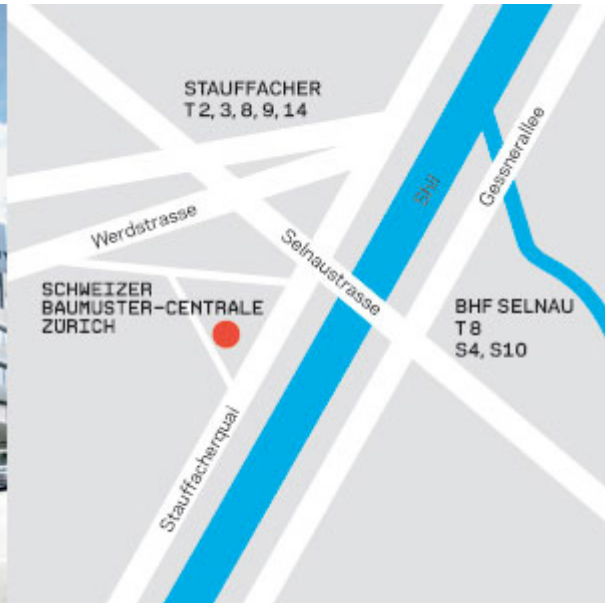 STAUFFACHER
T 2, 3, 8, 9, 14
Werdstrasse
Selnaustrasse
Sihl
Gessnerallee
SCHWEIZER
BAUMUSTER-CENTRALE
ZÜRICH
BHF SELNAU
T 8
S4, S10
Stauffacherquai